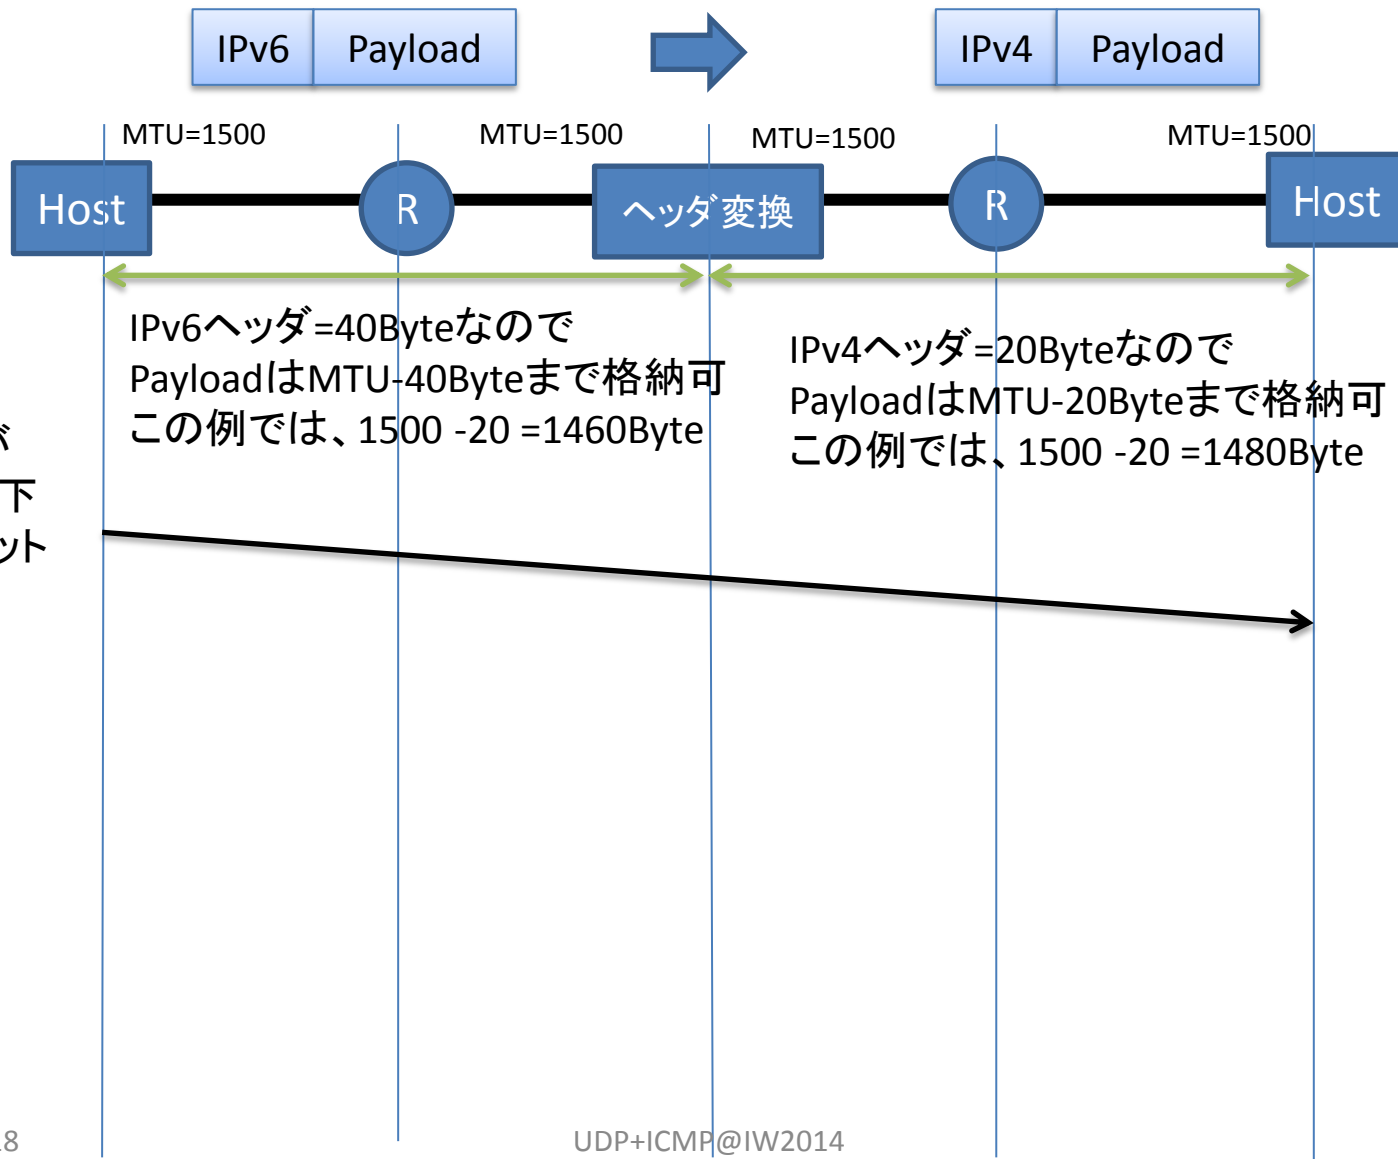 IPv6 Payload
IPv4 Payload
MTU=1500
MTU=1500
MTU=1500
MTU=1500
Host
R
ヘッダ変換
R
Host
IPv6ヘッダ=40Byteなので
PayloadはMTU-40Byteまで格納可
この例では、1500 -20 =1460Byte
IPv4ヘッダ=20Byteなので
PayloadはMTU-20Byteまで格納可
この例では、1500 -20 =1480Byte
が
下
ット
8
UDP+ICMP@IW2014